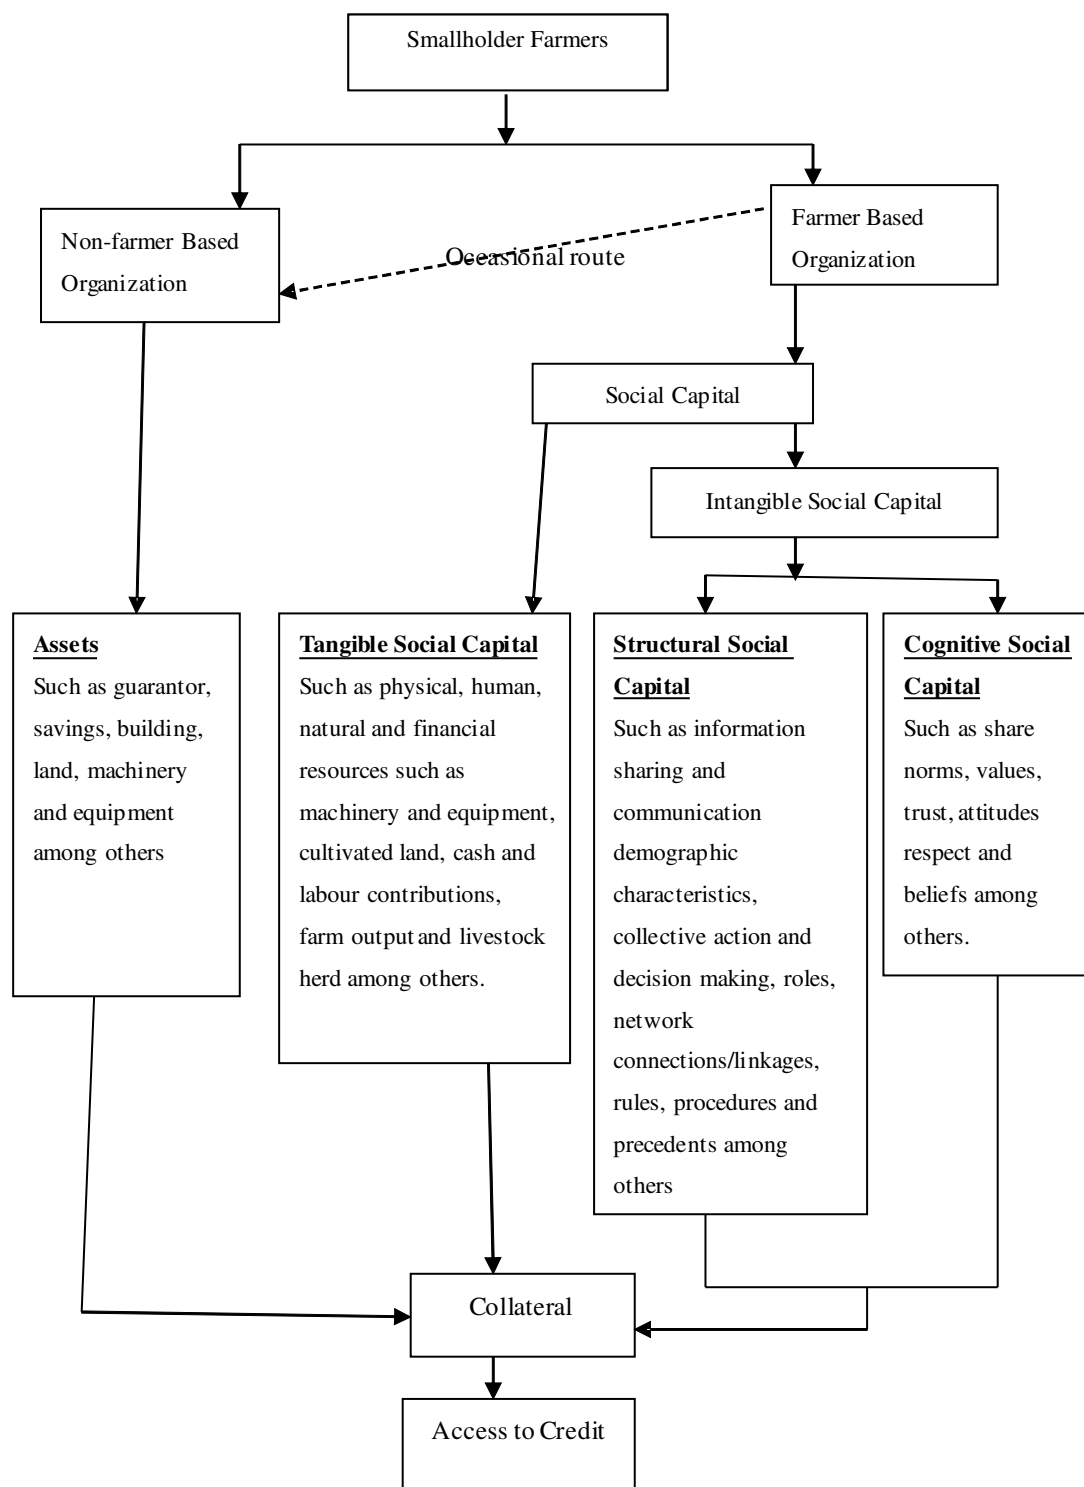 Smallholder Farmers
Non-farmer Based
Organization
Occasional route
Farmer Based
Organization
Social Capital
Intangible Social Capital
Assets
Such as guarantor,
savings, building,
land, machinery
and equipment
among others
Tangible Social Capital
Such as physical, human,
natural and financial
resources such as
machinery and equipment,
cultivated land, cash and
labour contributions,
farm output and livestock
herd among others.
Structural Social
Capital
Such as information
sharing and
communication
demographic
characteristics,
collective action and
decision making, roles,
network
connections/linkages,
rules, procedures and
precedents among
others
Cognitive Social
Capital
Such as share
norms, values,
trust, attitudes
respect and
beliefs among
others.
Collateral
Access to Credit